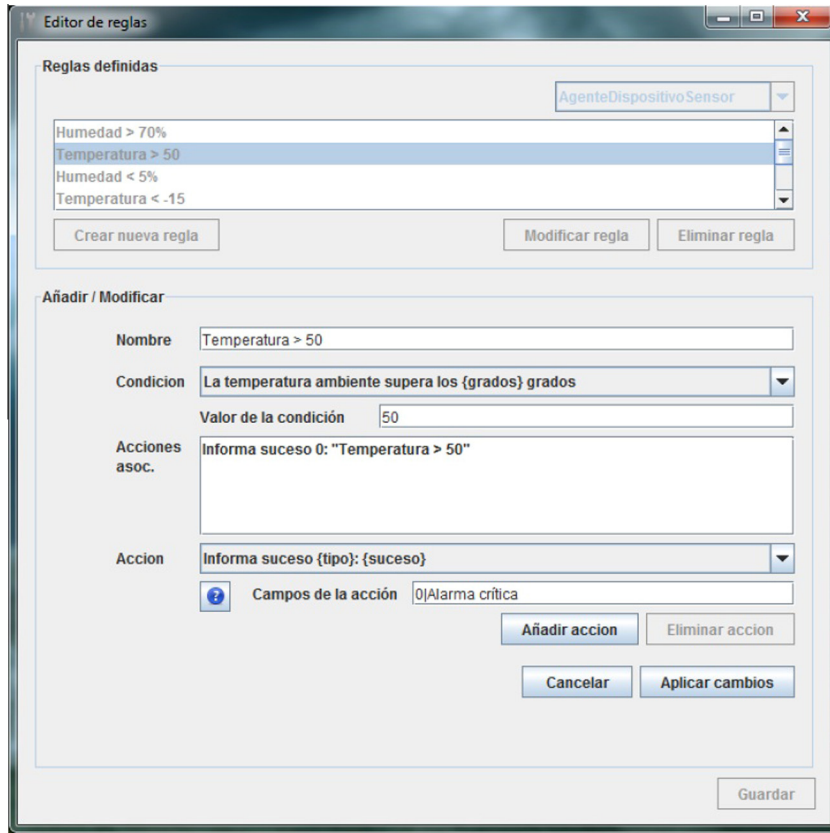 Editor de reglas
Reglas definidas
AgenteDispositivoSensor
Humedad > 70%
Temperatura > 50
Humedad < 5%
Temperatura < -15
Crear nueva regla Modificar regla Eliminar regla
Añadir / Modificar
Nombre Temperatura > 50
Condicion La temperatura ambiente supera los {grados} grados
Valor de la condición 50
Acciones asoc. Informa suceso 0: "Temperatura > 50"
Accion Informa suceso {tipo}: {suceso}
? Campos de la acción 0|Alarma crítica
Añadir accion Eliminar accion
Cancelar Aplicar cambios
Guardar